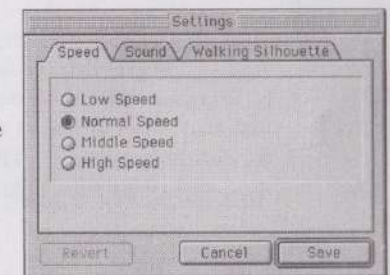 Settings
Speed Sound Walking Silhouette
Low Speed
Normal Speed
Middle Speed
High Speed
Revert Cancel Save